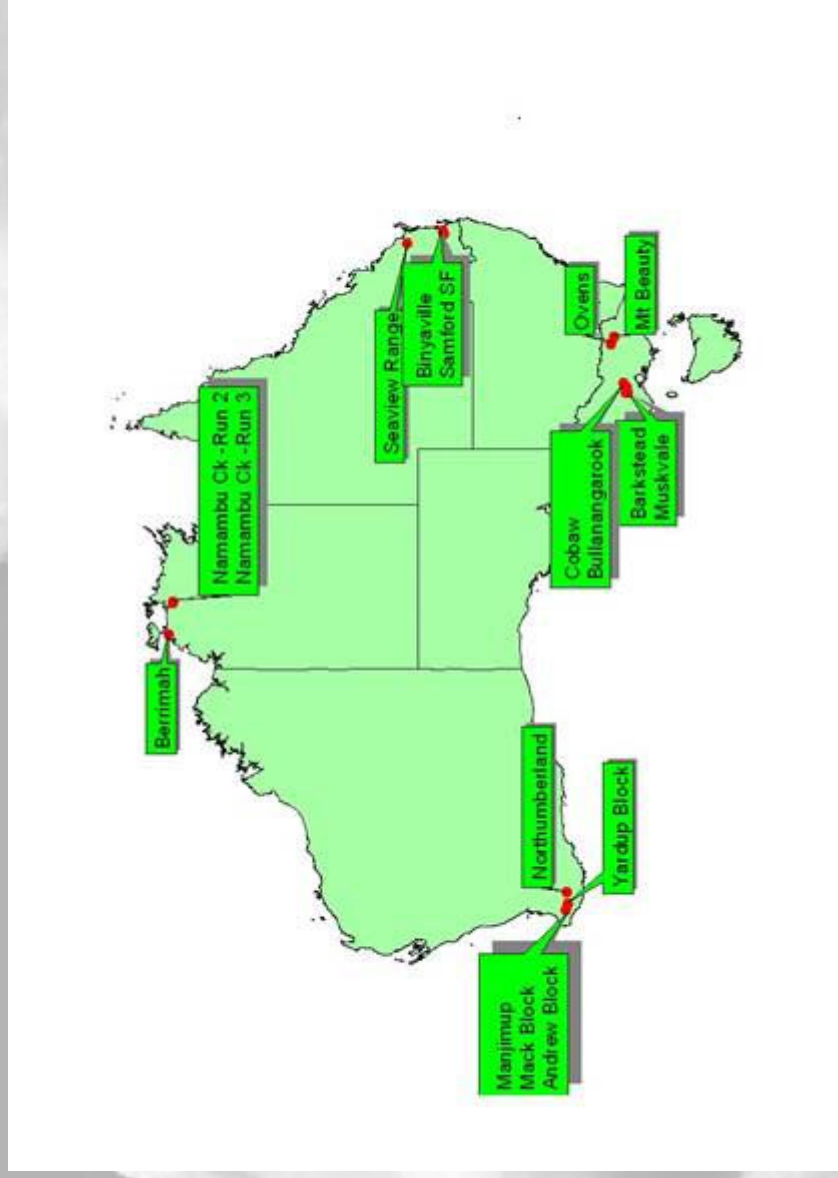 Berrimah
Namambu Ck -Run 2
Namambu Ck -Run 3
Seaview Range
Binyaville
Samford SF
Ovens
Mt Beauty
Cobaw
Bullanangarook
Barkstead
Muskvale
Northumberland
Yardup Block
Manjimup
Mack Block
Andrew Block